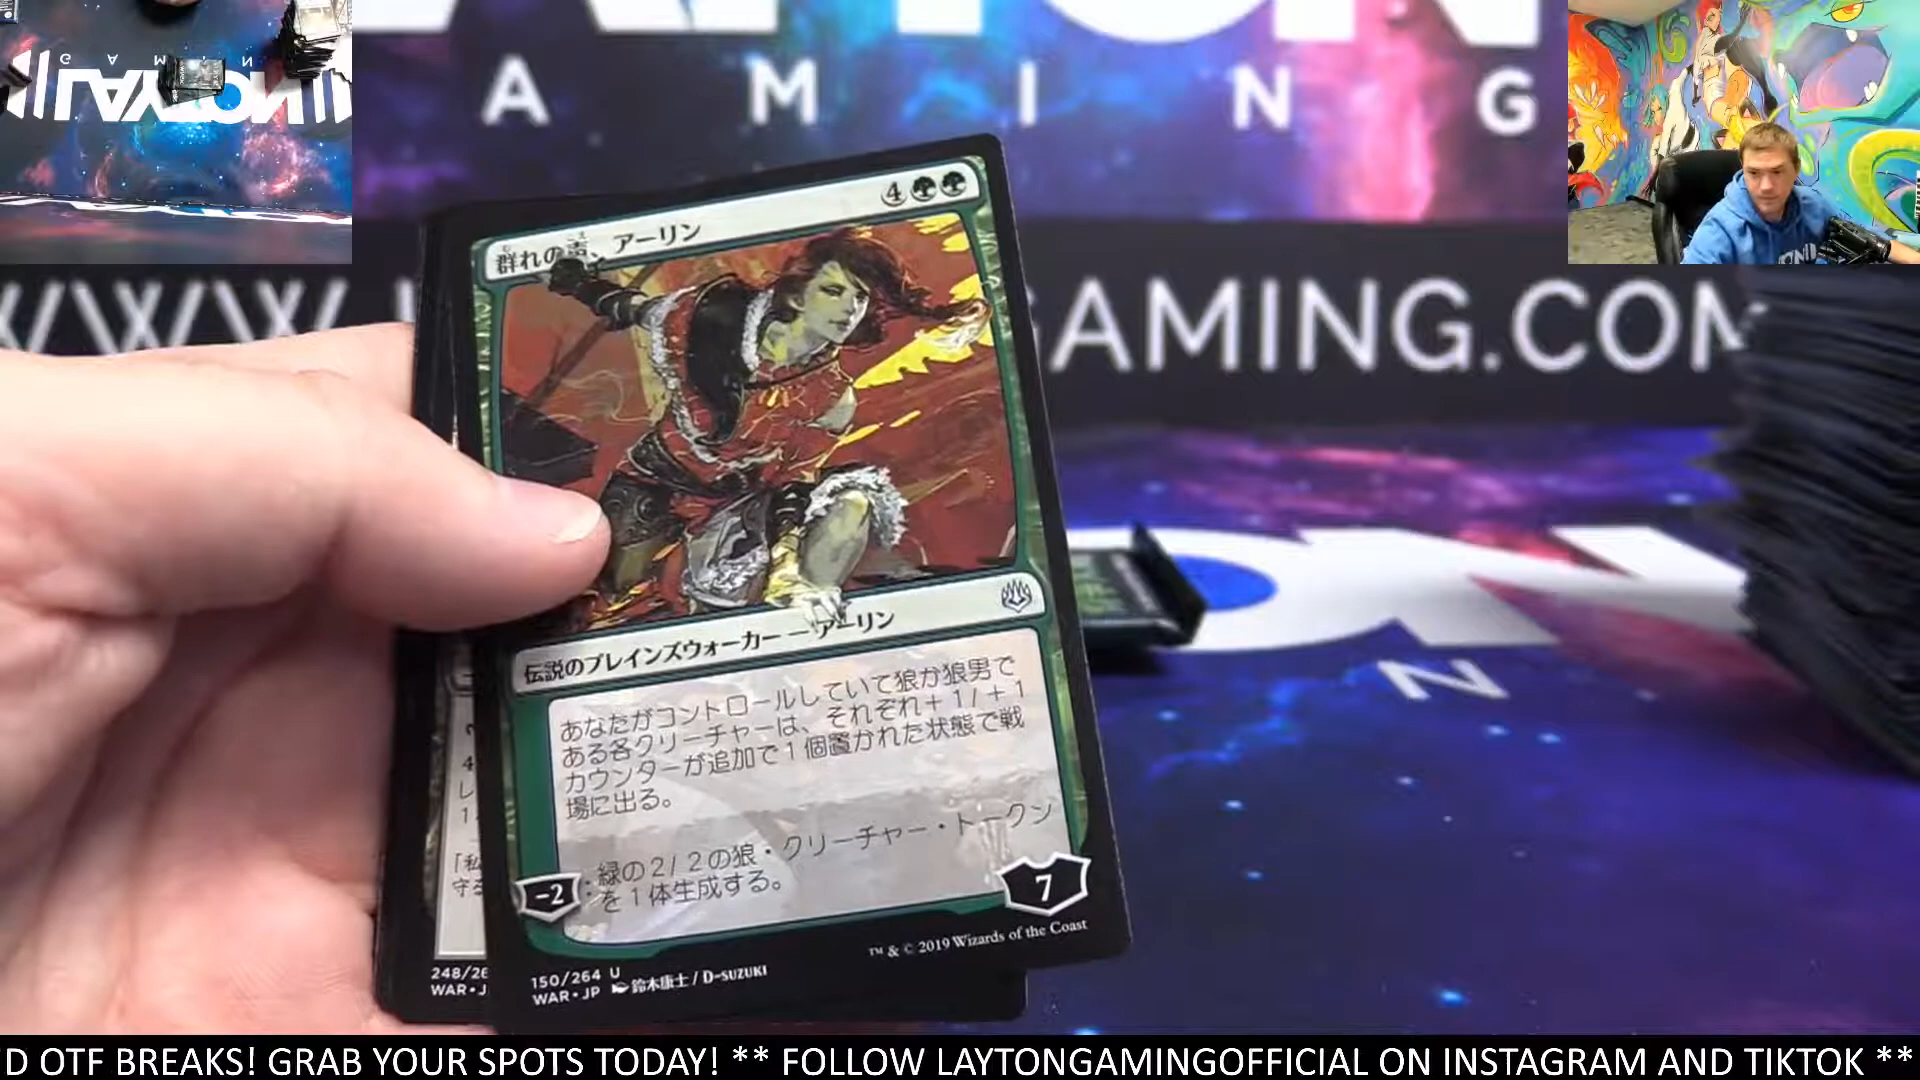 GAMING
A M I N G
GAMING.COM
4
群れの声、アーリン
伝説のプレインズウォーカー — アーリン
あなたがコントロールしていて狼か狼男で
ある各クリーチャーは、それぞれ+1/+1
カウンターが追加で1個置かれた状態で戦
場に出る。
-2
:緑の2/2の狼・クリーチャー・トークン
を1体生成する。
7
™ & © 2019 Wizards of the Coast
150/264 U
WAR・JP 鈴木康士 / D-SUZUKI
248/26
WAR・J
'D OTF BREAKS! GRAB YOUR SPOTS TODAY! ** FOLLOW LAYTONGAMINGOFFICIAL ON INSTAGRAM AND TIKTOK **